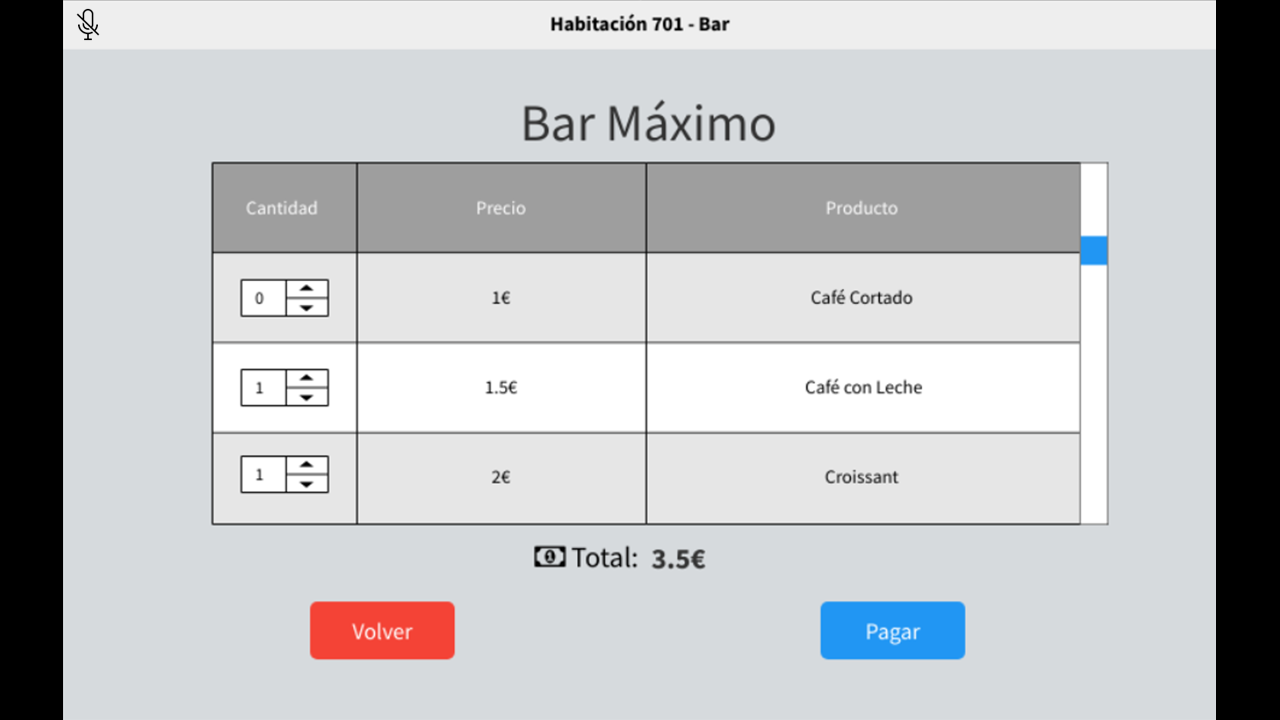 Habitación 701 - Bar
Bar Máximo
Cantidad Precio Producto
0 1€ Café Cortado
1 1.5€ Café con Leche
1 2€ Croissant
Total: 3.5€
Volver Pagar